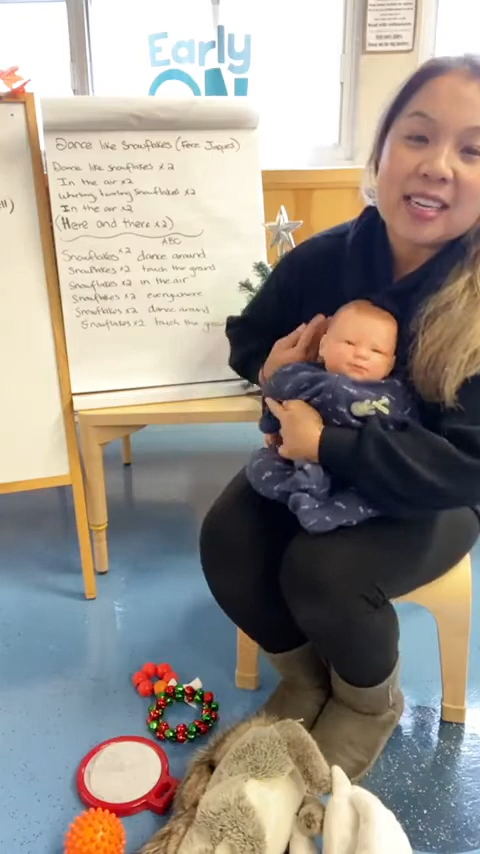 Early
ON
Dance like Snowflakes (Ferz Jaques)
Dance like snowflakes x2
In the air x2
Whirling twirling snowflakes x2
In the air x2
(Here and there x2)
ABC
Snowflakes x2 dance around
Snowflakes x2 touch the ground
Snowflakes x2 in the air
Snowflakes x2 everywhere
Snowflakes x2 dance around
Snowflakes x2 touch the ground